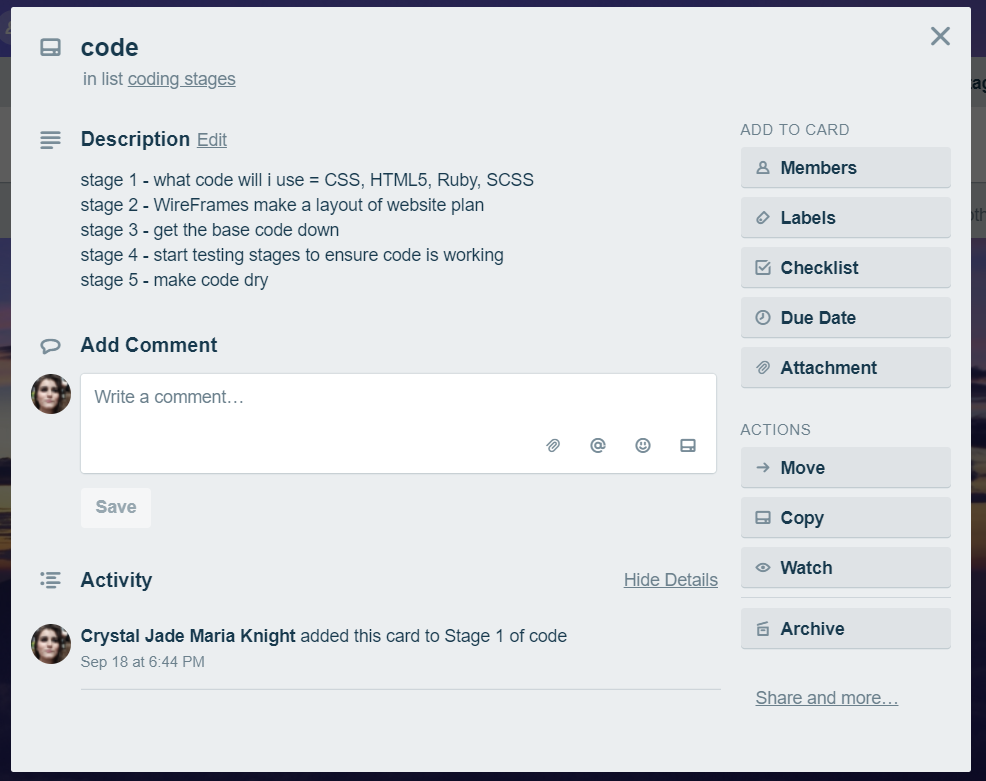 code
in list coding stages
Description Edit
stage 1 - what code will i use = CSS, HTML5, Ruby, SCSS
stage 2 - WireFrames make a layout of website plan
stage 3 - get the base code down
stage 4 - start testing stages to ensure code is working
stage 5 - make code dry
Add Comment
Write a comment…
Save
Activity
Hide Details
Crystal Jade Maria Knight added this card to Stage 1 of code
Sep 18 at 6:44 PM
ADD TO CARD
Members
Labels
Checklist
Due Date
Attachment
ACTIONS
Move
Copy
Watch
Archive
Share and more…